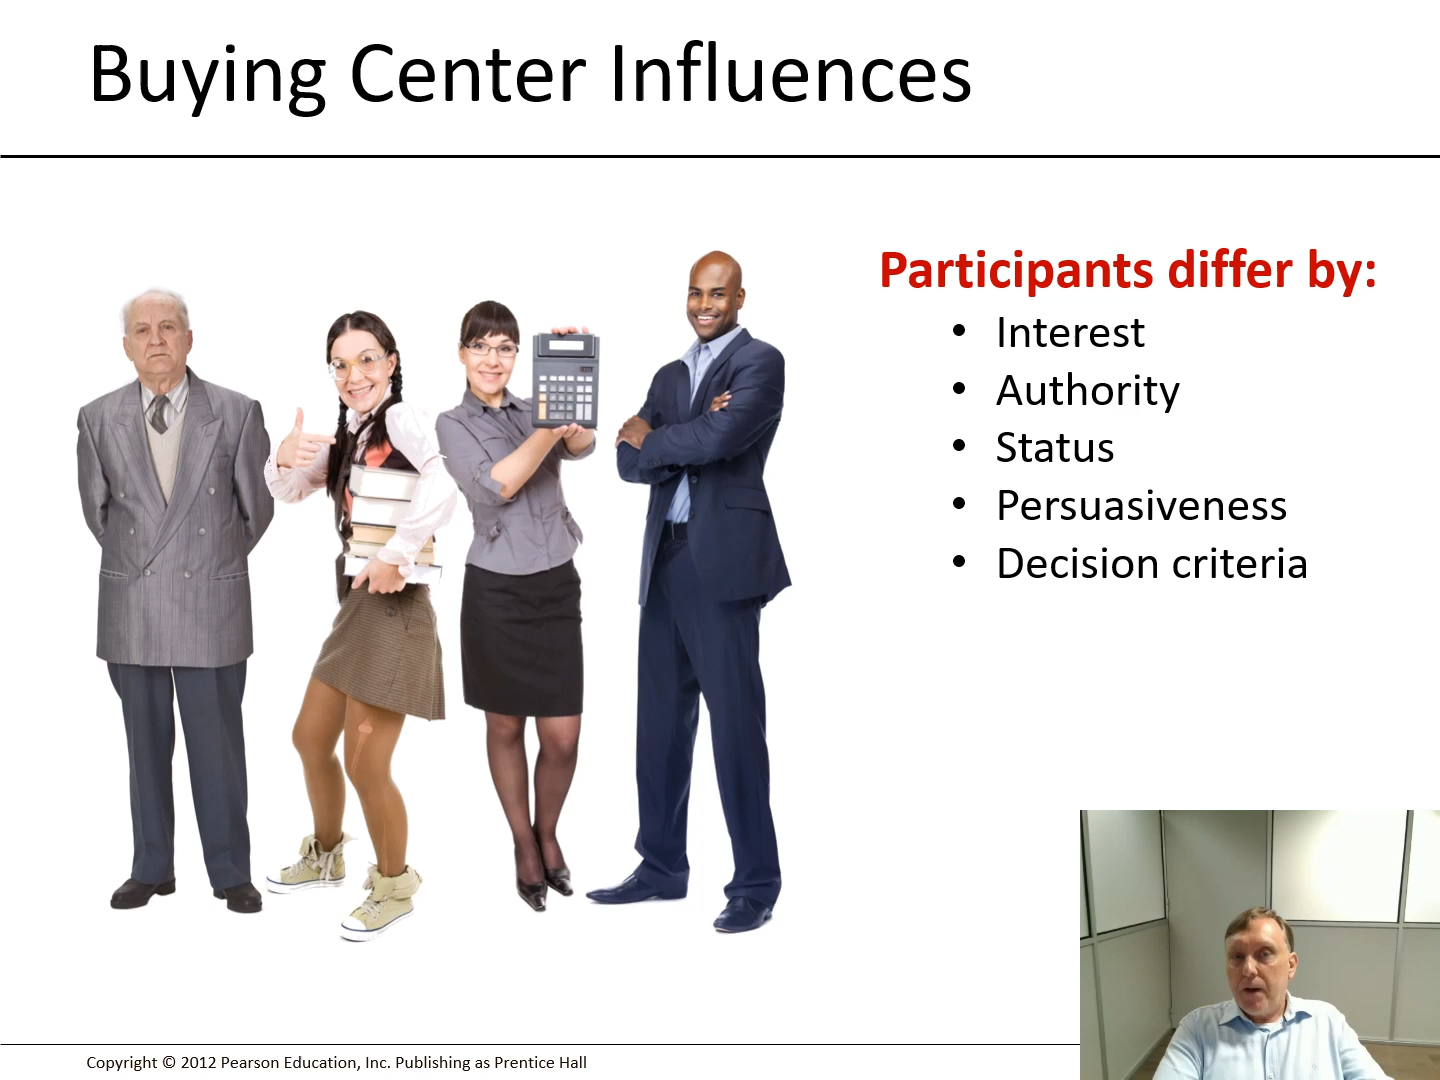 Buying Center Influences
Participants differ by:
• Interest
• Authority
• Status
• Persuasiveness
• Decision criteria
Copyright © 2012 Pearson Education, Inc. Publishing as Prentice Hall